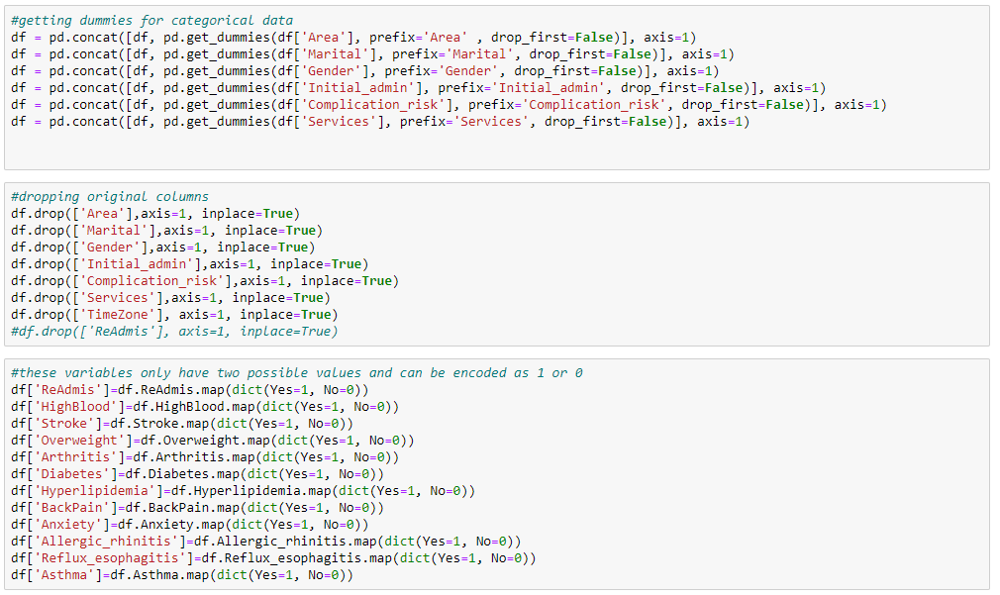 #getting dummies for categorical data
df = pd.concat([df, pd.get_dummies(df['Area'], prefix='Area' , drop_first=False)], axis=1)
df = pd.concat([df, pd.get_dummies(df['Marital'], prefix='Marital', drop_first=False)], axis=1)
df = pd.concat([df, pd.get_dummies(df['Gender'], prefix='Gender', drop_first=False)], axis=1)
df = pd.concat([df, pd.get_dummies(df['Initial_admin'], prefix='Initial_admin', drop_first=False)], axis=1)
df = pd.concat([df, pd.get_dummies(df['Complication_risk'], prefix='Complication_risk', drop_first=False)], axis=1)
df = pd.concat([df, pd.get_dummies(df['Services'], prefix='Services', drop_first=False)], axis=1)
#dropping original columns
df.drop(['Area'],axis=1, inplace=True)
df.drop(['Marital'],axis=1, inplace=True)
df.drop(['Gender'],axis=1, inplace=True)
df.drop(['Initial_admin'],axis=1, inplace=True)
df.drop(['Complication_risk'],axis=1, inplace=True)
df.drop(['Services'],axis=1, inplace=True)
df.drop(['TimeZone'], axis=1, inplace=True)
#df.drop(['ReAdmis'], axis=1, inplace=True)
#these variables only have two possible values and can be encoded as 1 or 0
df['ReAdmis']=df.ReAdmis.map(dict(Yes=1, No=0))
df['HighBlood']=df.HighBlood.map(dict(Yes=1, No=0))
df['Stroke']=df.Stroke.map(dict(Yes=1, No=0))
df['Overweight']=df.Overweight.map(dict(Yes=1, No=0))
df['Arthritis']=df.Arthritis.map(dict(Yes=1, No=0))
df['Diabetes']=df.Diabetes.map(dict(Yes=1, No=0))
df['Hyperlipidemia']=df.Hyperlipidemia.map(dict(Yes=1, No=0))
df['BackPain']=df.BackPain.map(dict(Yes=1, No=0))
df['Anxiety']=df.Anxiety.map(dict(Yes=1, No=0))
df['Allergic_rhinitis']=df.Allergic_rhinitis.map(dict(Yes=1, No=0))
df['Reflux_esophagitis']=df.Reflux_esophagitis.map(dict(Yes=1, No=0))
df['Asthma']=df.Asthma.map(dict(Yes=1, No=0))